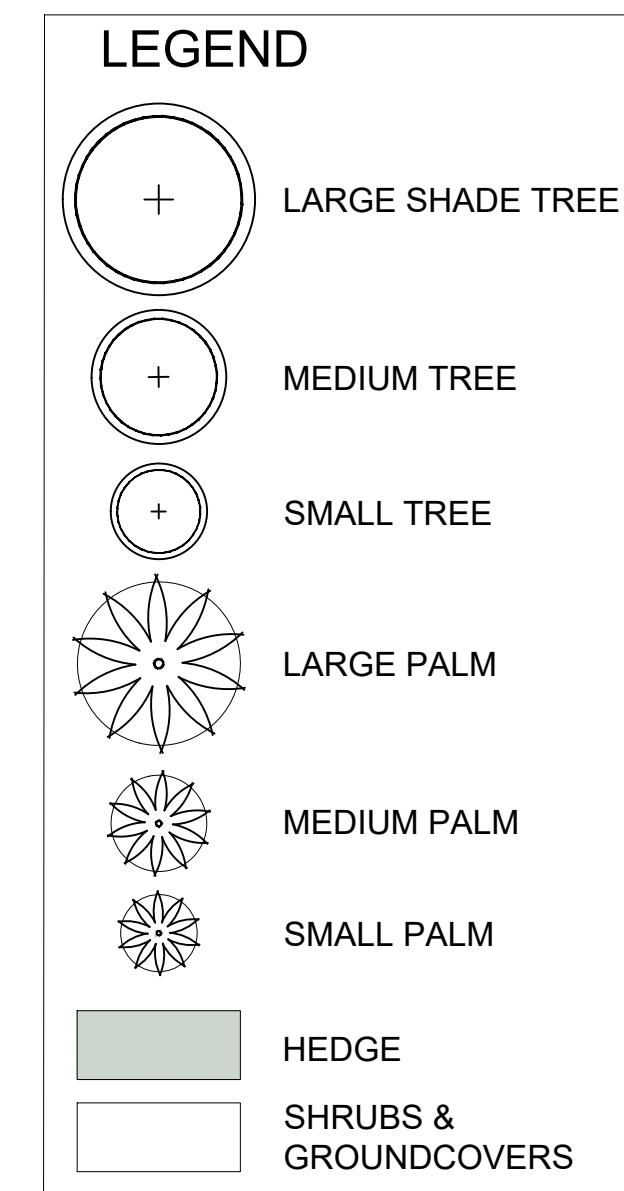 LEGEND
LARGE SHADE TREE
MEDIUM TREE
SMALL TREE
LARGE PALM
MEDIUM PALM
SMALL PALM
HEDGE
SHRUBS &
GROUNDCOVERS